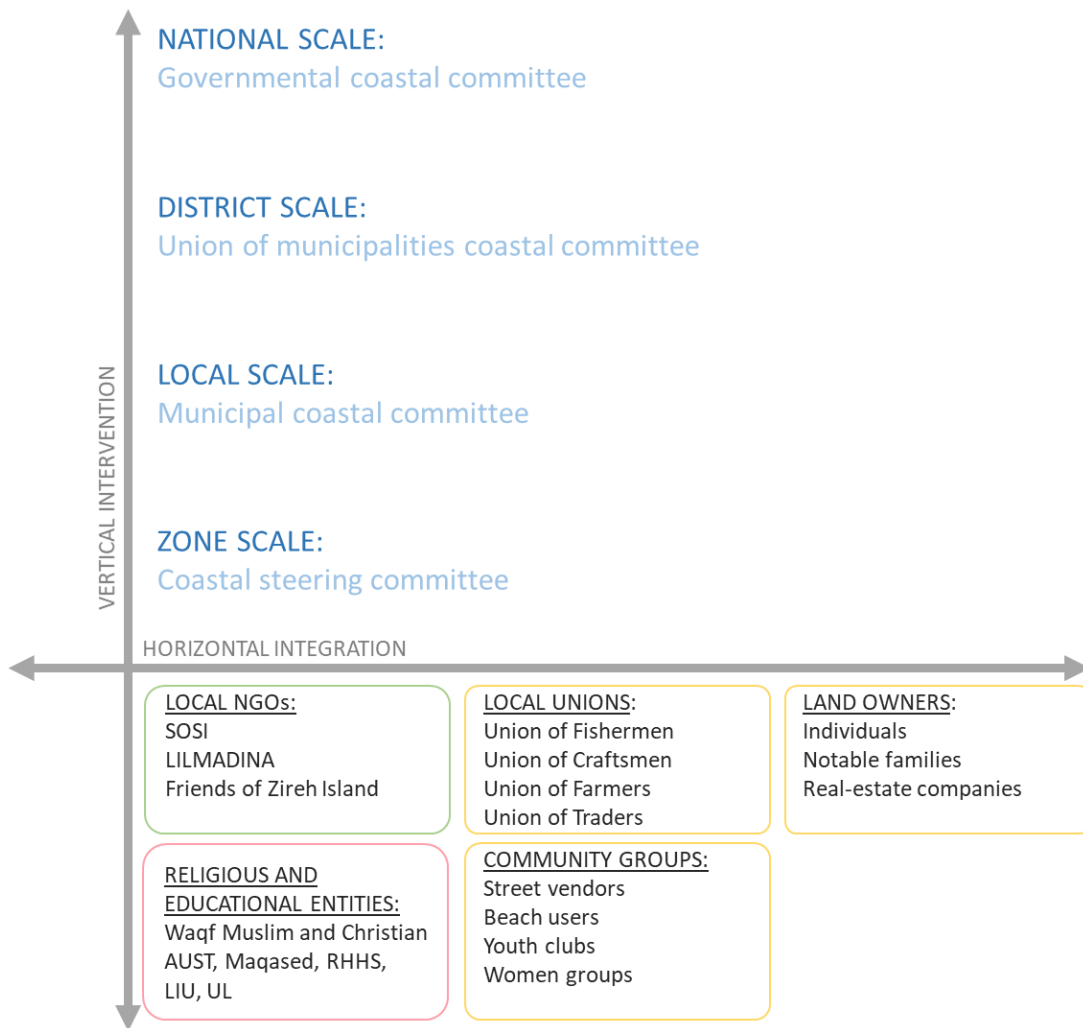 NATIONAL SCALE:
Governmental coastal committee
DISTRICT SCALE:
Union of municipalities coastal committee
LOCAL SCALE:
Municipal coastal committee
ZONE SCALE:
Coastal steering committee
VERTICAL INTERVENTION
HORIZONTAL INTEGRATION
LOCAL NGOs:
SOSI
LILMADINA
Friends of Zireh Island
LOCAL UNIONS:
Union of Fishermen
Union of Craftsmen
Union of Farmers
Union of Traders
LAND OWNERS:
Individuals
Notable families
Real-estate companies
RELIGIOUS AND
EDUCATIONAL ENTITIES:
Waqf Muslim and Christian
AUST, Maqased, RHHS,
LIU, UL
COMMUNITY GROUPS:
Street vendors
Beach users
Youth clubs
Women groups